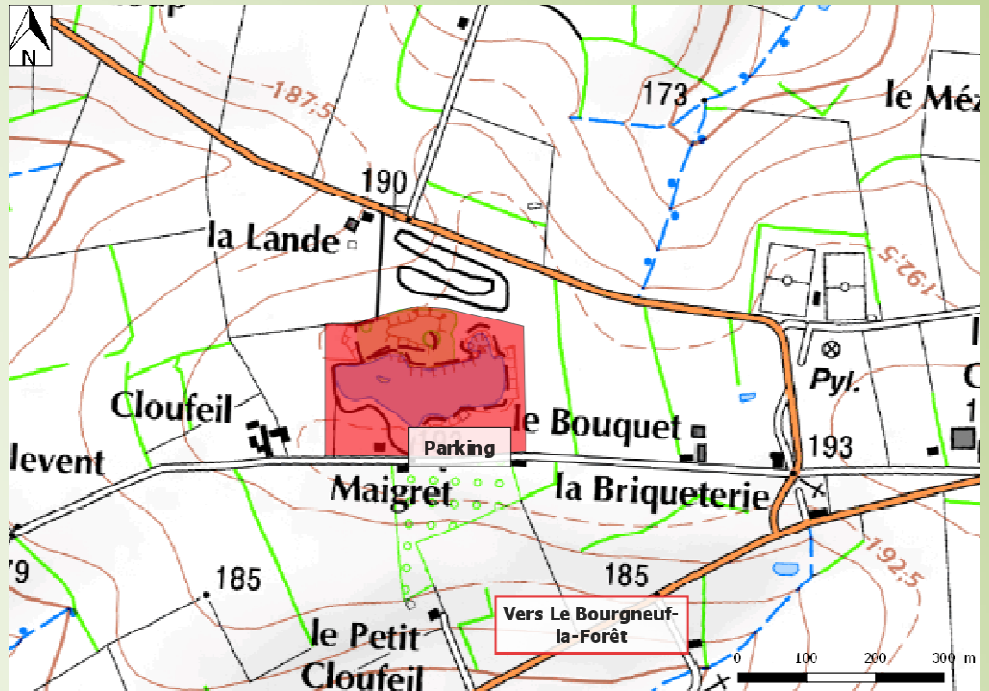 N
187,5
173
le Méz
190
la Lande
192,5
Pyl.
Cloufeil
le Bouquet
levent
Parking
193
Maigret
la Briqueterie
79
185
185
192,5
Vers Le Bourgneuf-
la-Forêt
le Petit
Cloufeil
0 100 200 300 m